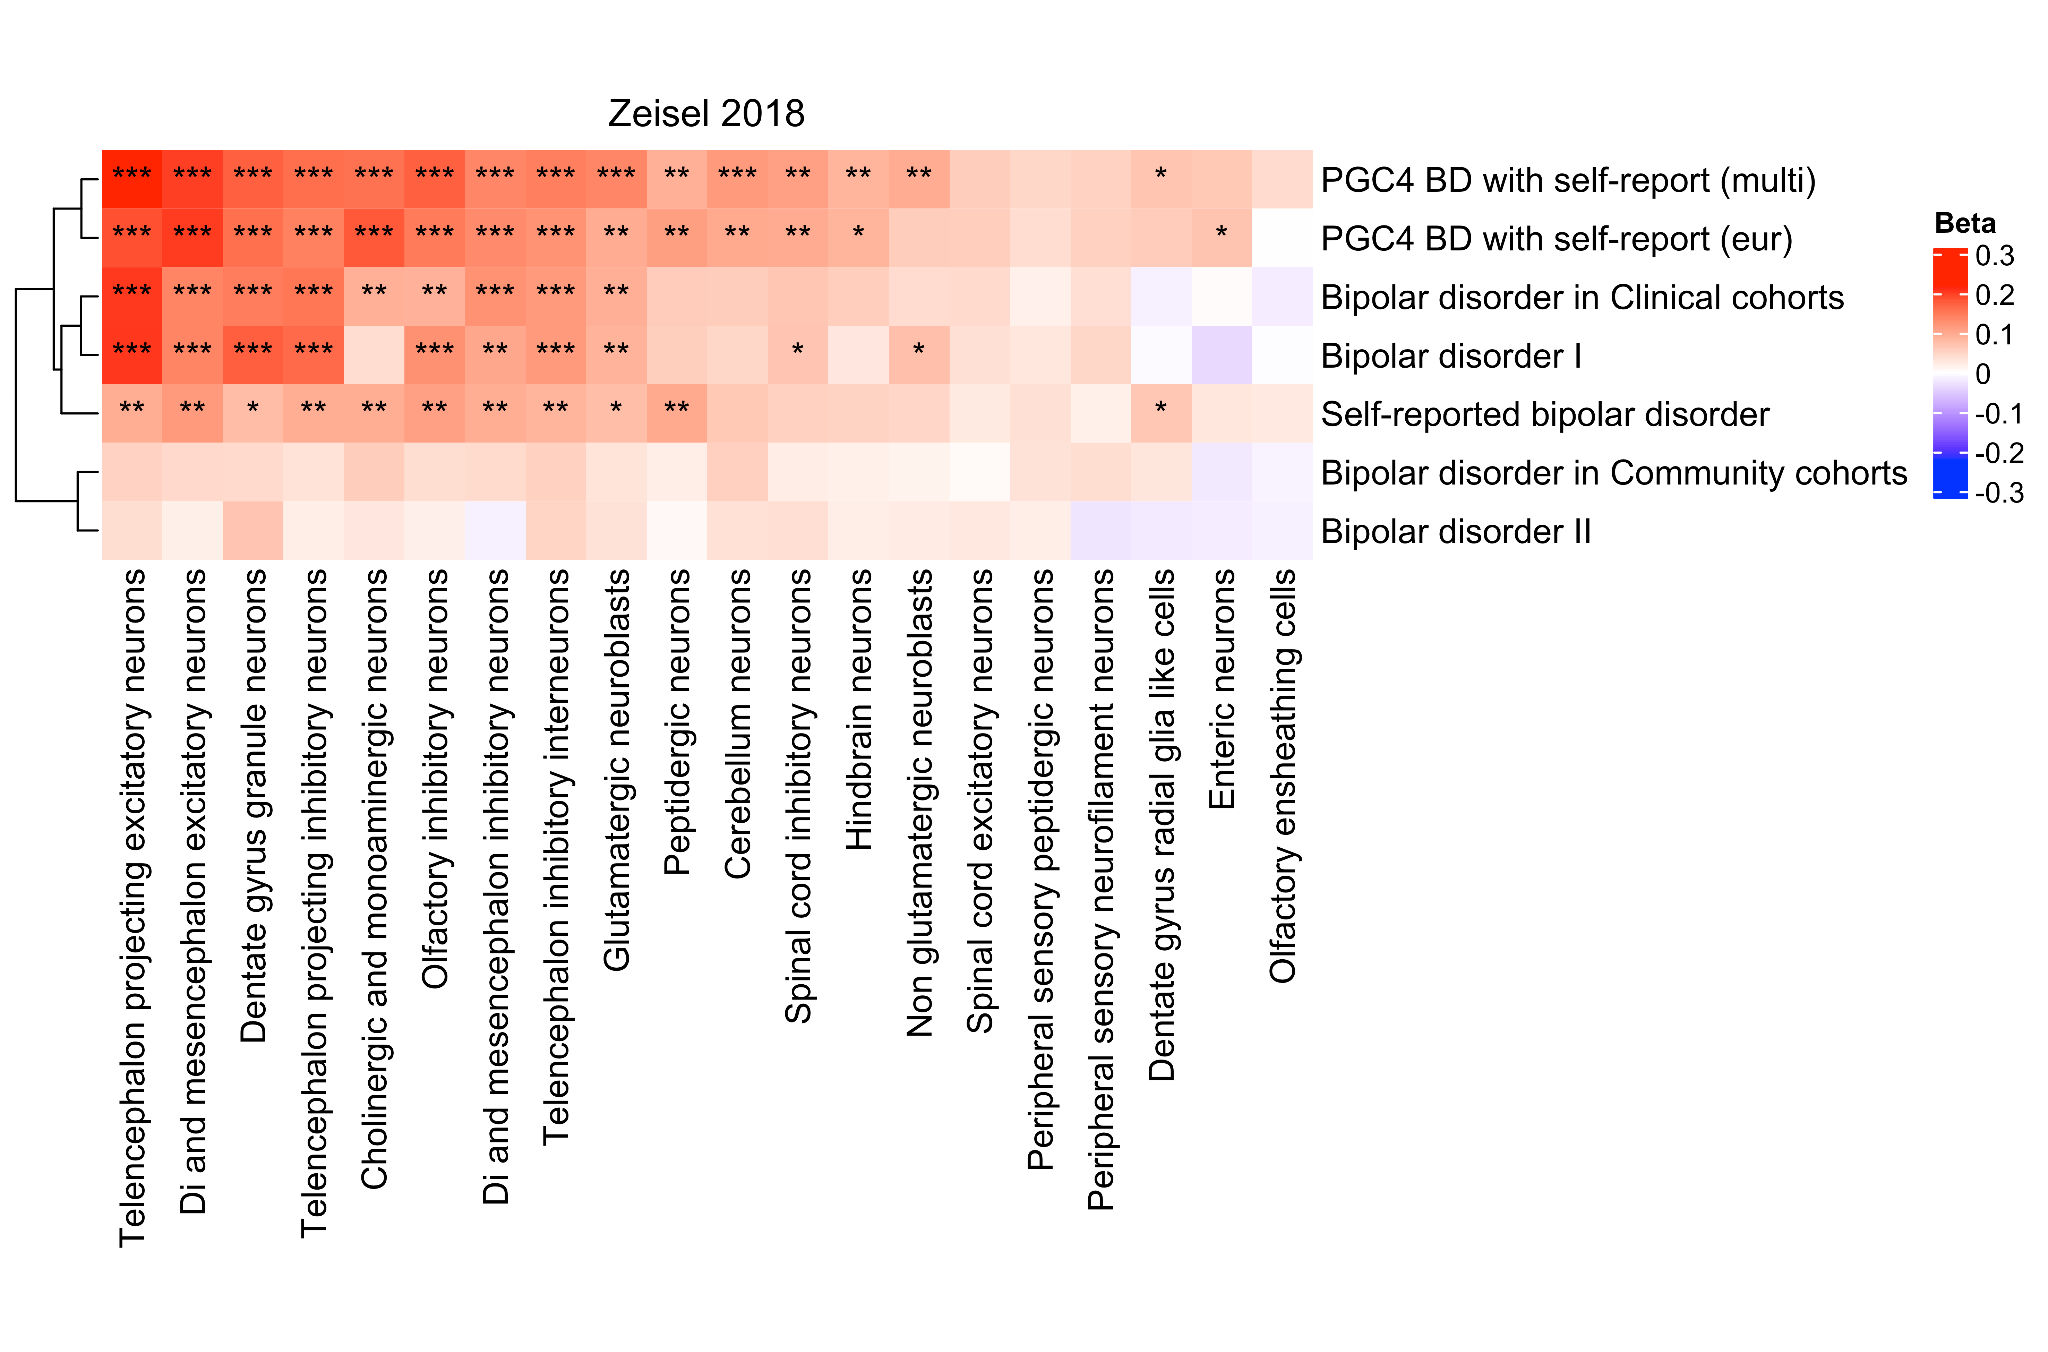 Zeisel 2018
*** *** *** *** *** *** *** *** *** ** *** ** ** ** * PGC4 BD with self-report (multi)
*** *** *** *** *** *** *** *** ** ** ** ** * * PGC4 BD with self-report (eur)
*** *** *** *** ** ** *** *** ** Bipolar disorder in Clinical cohorts
*** *** *** *** *** ** *** ** * * Bipolar disorder I
** ** * ** ** ** ** ** * ** * Self-reported bipolar disorder
Bipolar disorder in Community cohorts
Bipolar disorder II
Beta
0.3
0.2
0.1
0
-0.1
-0.2
-0.3
Telencephalon projecting excitatory neurons
Di and mesencephalon excitatory neurons
Dentate gyrus granule neurons
Telencephalon projecting inhibitory neurons
Cholinergic and monoaminergic neurons
Olfactory inhibitory neurons
Di and mesencephalon inhibitory neurons
Telencephalon inhibitory interneurons
Glutamatergic neuroblasts
Peptidergic neurons
Cerebellum neurons
Spinal cord inhibitory neurons
Hindbrain neurons
Non glutamatergic neuroblasts
Spinal cord excitatory neurons
Peripheral sensory peptidergic neurons
Peripheral sensory neurofilament neurons
Dentate gyrus radial glia like cells
Enteric neurons
Olfactory ensheathing cells